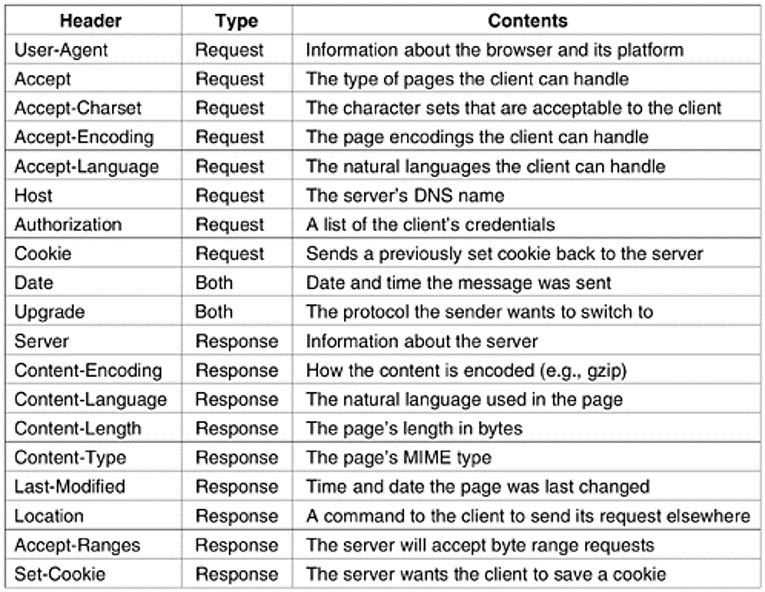 Header Type Contents
User-Agent Request Information about the browser and its platform
Accept Request The type of pages the client can handle
Accept-Charset Request The character sets that are acceptable to the client
Accept-Encoding Request The page encodings the client can handle
Accept-Language Request The natural languages the client can handle
Host Request The server's DNS name
Authorization Request A list of the client's credentials
Cookie Request Sends a previously set cookie back to the server
Date Both Date and time the message was sent
Upgrade Both The protocol the sender wants to switch to
Server Response Information about the server
Content-Encoding Response How the content is encoded (e.g., gzip)
Content-Language Response The natural language used in the page
Content-Length Response The page's length in bytes
Content-Type Response The page's MIME type
Last-Modified Response Time and date the page was last changed
Location Response A command to the client to send its request elsewhere
Accept-Ranges Response The server will accept byte range requests
Set-Cookie Response The server wants the client to save a cookie